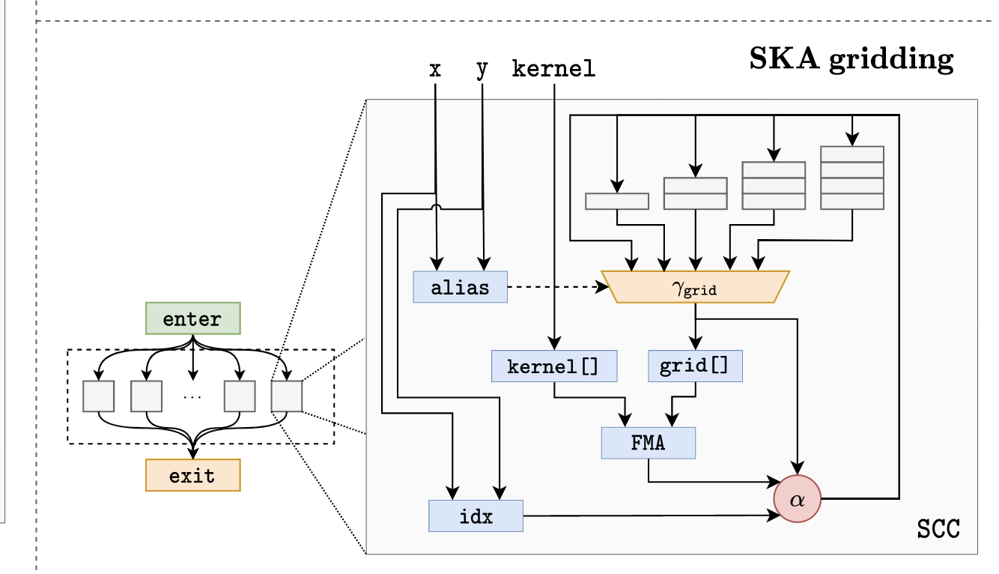 SKA gridding
x y kernel
alias
γgrid
enter
kernel[]
grid[]
...
FMA
exit
idx
α
SCC